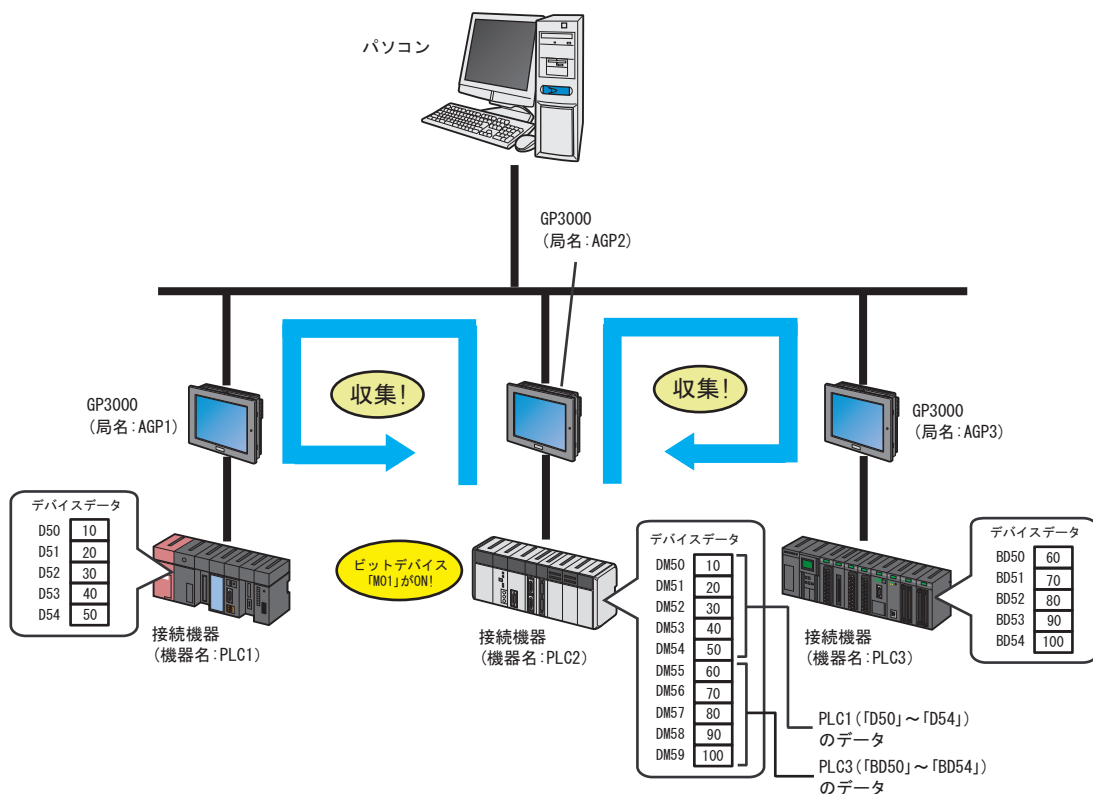 パソコン
GP3000
(局名:AGP2)
収集!
収集!
GP3000
(局名:AGP1)
GP3000
(局名:AGP3)
デバイスデータ
D50 10
D51 20
D52 30
D53 40
D54 50
接続機器
(機器名:PLC1)
ビットデバイス
「M01」がON!
接続機器
(機器名:PLC2)
デバイスデータ
DM50 10
DM51 20
DM52 30
DM53 40
DM54 50
DM55 60
DM56 70
DM57 80
DM58 90
DM59 100
接続機器
(機器名:PLC3)
デバイスデータ
BD50 60
BD51 70
BD52 80
BD53 90
BD54 100
PLC1(「D50」~「D54」)
のデータ
PLC3(「BD50」~「BD54」)
のデータ